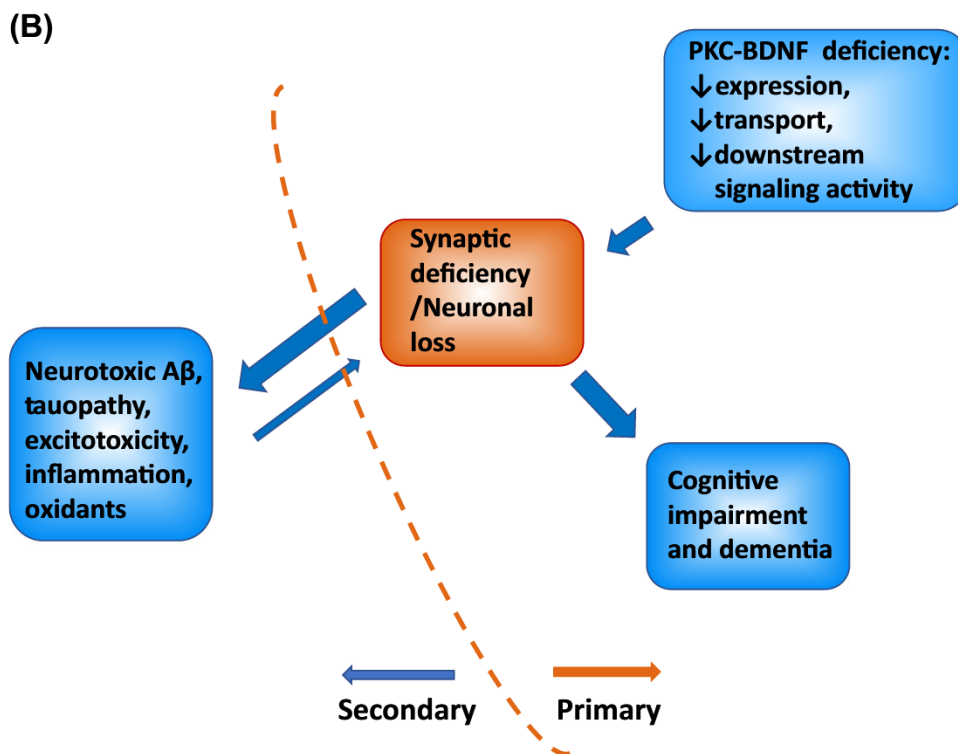 (B)
PKC-BDNF deficiency:
↓expression,
↓transport,
↓downstream
signaling activity
Synaptic
deficiency
/Neuronal
loss
Neurotoxic Aβ,
tauopathy,
excitotoxicity,
inflammation,
oxidants
Cognitive
impairment
and dementia
Secondary
Primary